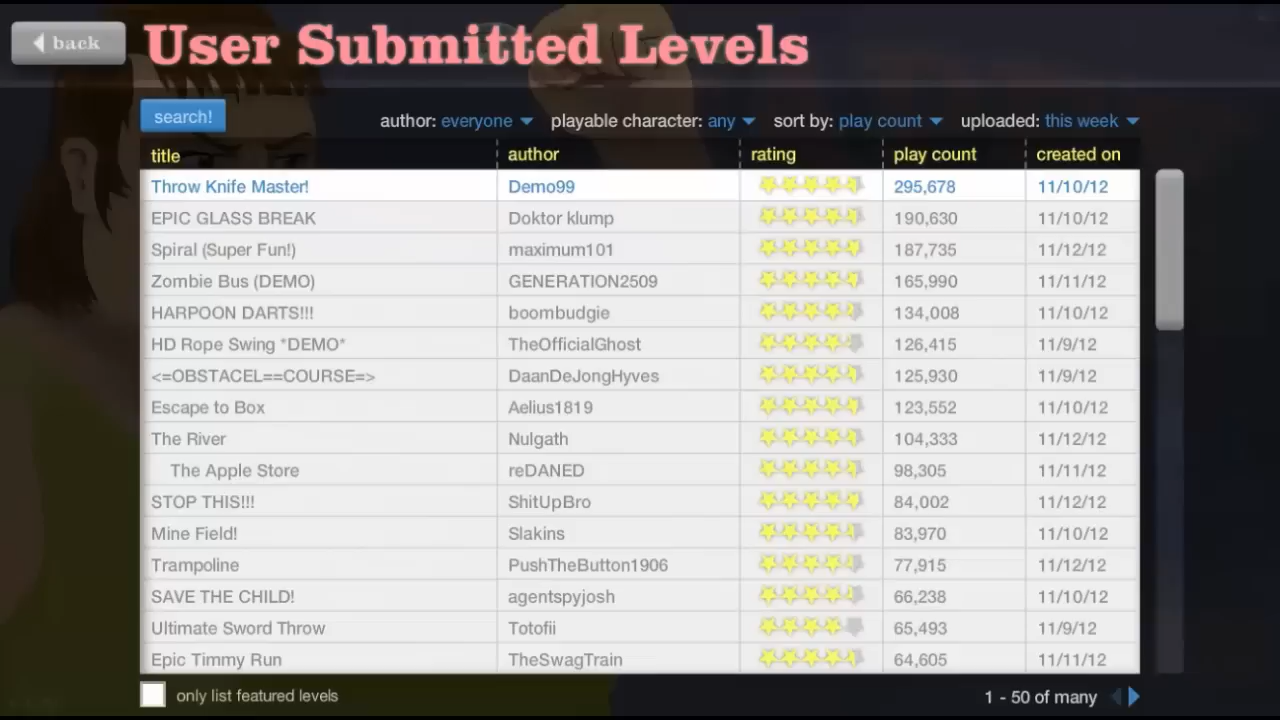 back
User Submitted Levels
search! author: everyone playable character: any sort by: play count uploaded: this week
title author rating play count created on
Throw Knife Master! Demo99 295,678 11/10/12
EPIC GLASS BREAK Doktor klump 190,630 11/10/12
Spiral (Super Fun!) maximum101 187,735 11/12/12
Zombie Bus (DEMO) GENERATION2509 165,990 11/11/12
HARPOON DARTS!!! boombudgie 134,008 11/10/12
HD Rope Swing *DEMO* TheOfficialGhost 126,415 11/9/12
<=OBSTACEL==COURSE=> DaanDeJongHyves 125,930 11/9/12
Escape to Box Aelius1819 123,552 11/10/12
The River Nulgath 104,333 11/12/12
The Apple Store reDANED 98,305 11/11/12
STOP THIS!!! ShitUpBro 84,002 11/12/12
Mine Field! Slakins 83,970 11/10/12
Trampoline PushTheButton1906 77,915 11/12/12
SAVE THE CHILD! agentspyjosh 66,238 11/10/12
Ultimate Sword Throw Totofii 65,493 11/9/12
Epic Timmy Run TheSwagTrain 64,605 11/11/12
only list featured levels 1 - 50 of many